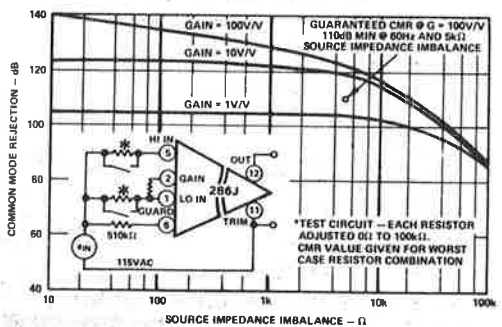 COMMON MODE REJECTION – dB
140
120
100
80
60
40
GAIN = 100V/V
GAIN = 10V/V
GAIN = 1V/V
GUARANTEED CMR @ G = 100V/V
110dB MIN @ 60Hz AND 5kΩ
SOURCE IMPEDANCE IMBALANCE
HI IN
*
5
2
GAIN
*
1
LO IN
GUARD
6
510kΩ
286J
OUT
12
11
TRIM
eIN
115VAC
*TEST CIRCUIT – EACH RESISTOR
ADJUSTED 0Ω TO 100kΩ.
CMR VALUE GIVEN FOR WORST
CASE RESISTOR COMBINATION
10
100
1k
10k
100k
SOURCE IMPEDANCE IMBALANCE – Ω